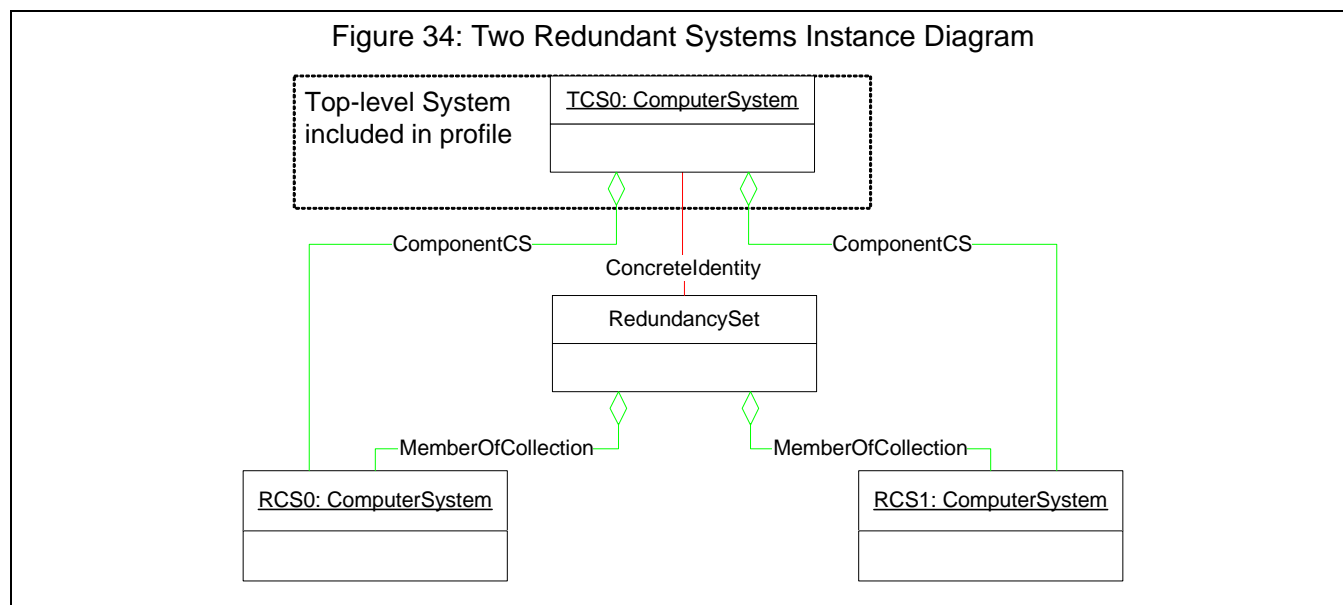 Figure 34: Two Redundant Systems Instance Diagram
Top-level System
included in profile
TCS0: ComputerSystem
ComponentCS
ComponentCS
ConcreteIdentity
RedundancySet
MemberOfCollection
MemberOfCollection
RCS0: ComputerSystem
RCS1: ComputerSystem